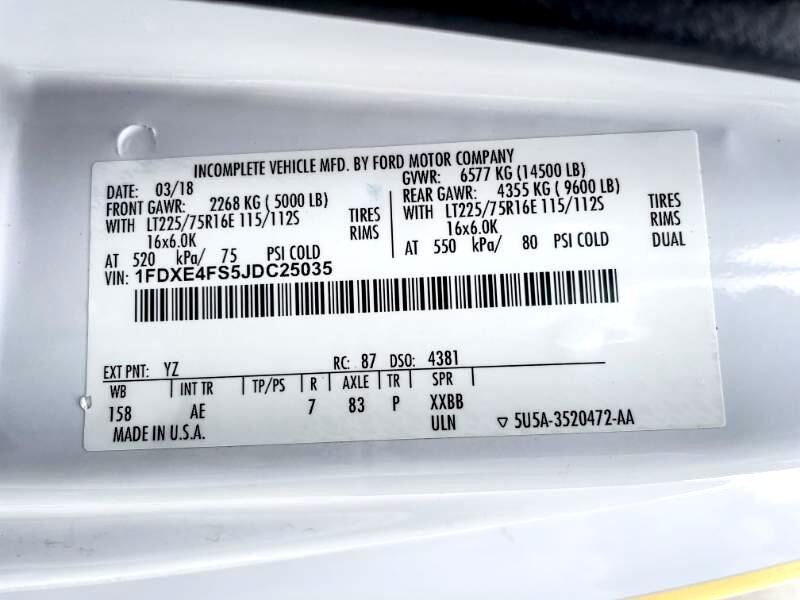 INCOMPLETE VEHICLE MFD. BY FORD MOTOR COMPANY
DATE: 03/18 GVWR: 6577 KG (14500 LB)
FRONT GAWR: 2268 KG ( 5000 LB) REAR GAWR: 4355 KG ( 9600 LB)
WITH LT225/75R16E 115/112S TIRES WITH LT225/75R16E 115/112S TIRES
16x6.0K RIMS 16x6.0K RIMS
AT 520 kPa/ 75 PSI COLD AT 550 kPa/ 80 PSI COLD DUAL
VIN: 1FDXE4FS5JDC25035
EXT PNT: YZ RC: 87 DSO: 4381
WB INT TR TP/PS R AXLE TR SPR
158 AE 7 83 P XXBB
MADE IN U.S.A. ULN ▽ 5U5A-3520472-AA